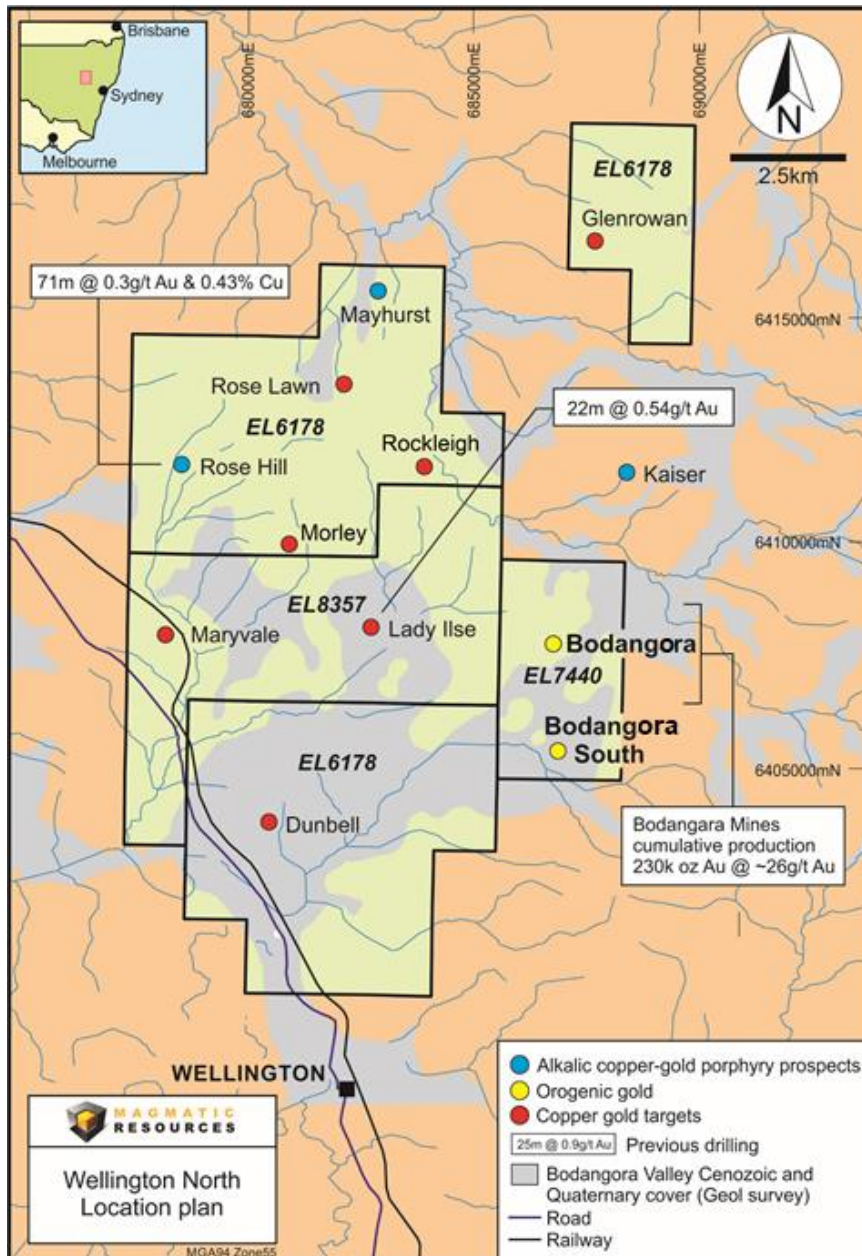 Brisbane
Sydney
Melbourne
680000mE
685000mE
690000mE
N
2.5km
EL6178
Glenrowan
71m @ 0.3g/t Au & 0.43% Cu
Mayhurst
6415000mN
Rose Lawn
22m @ 0.54g/t Au
EL6178
Rockleigh
Rose Hill
Kaiser
Morley
6410000mN
EL8357
Maryvale
Lady Ilse
Bodangora
EL7440
Bodangora
South
EL6178
6405000mN
Dunbell
Bodangara Mines
cumulative production
230k oz Au @ ~26g/t Au
WELLINGTON
MAGMATIC
RESOURCES
Wellington North
Location plan
MGA94 Zone55
Alkalic copper-gold porphyry prospects
Orogenic gold
Copper gold targets
25m @ 0.9g/t Au Previous drilling
Bodangora Valley Cenozoic and
Quaternary cover (Geol survey)
Road
Railway